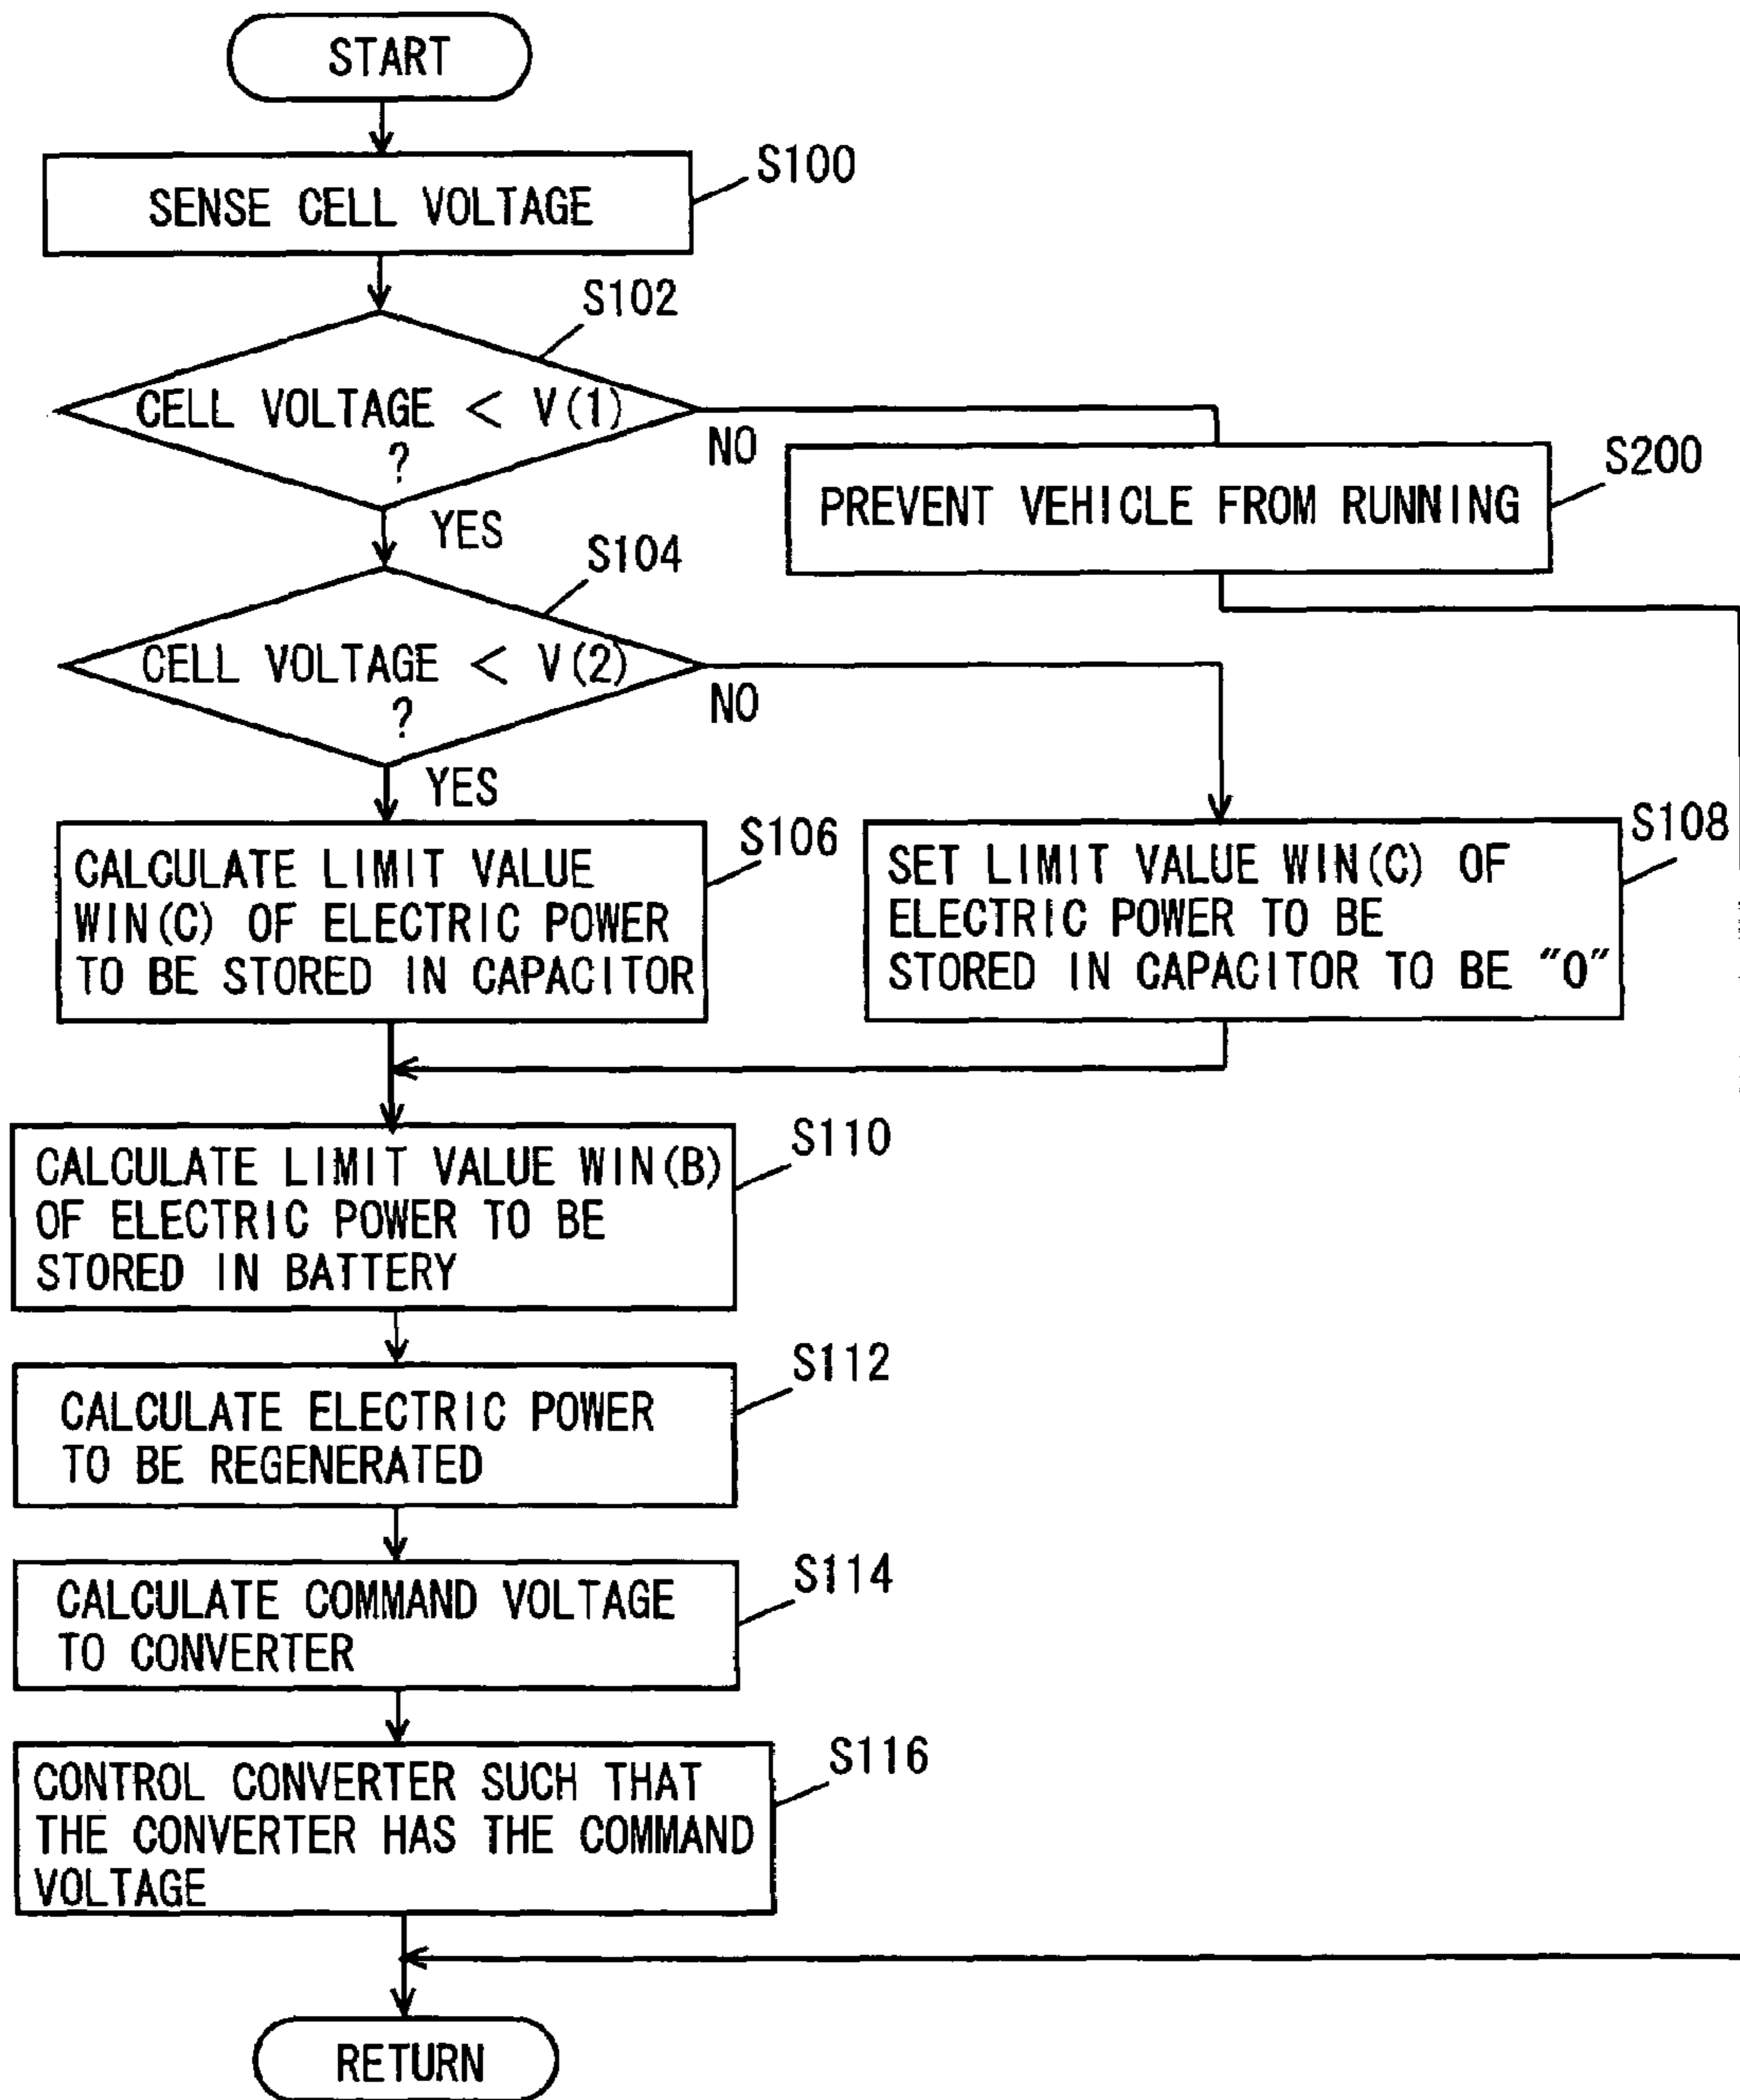 START
SENSE CELL VOLTAGE
S100
CELL VOLTAGE < V(1)
?
S102
NO
YES
PREVENT VEHICLE FROM RUNNING
S200
CELL VOLTAGE < V(2)
?
S104
NO
YES
CALCULATE LIMIT VALUE
WIN(C) OF ELECTRIC POWER
TO BE STORED IN CAPACITOR
S106
SET LIMIT VALUE WIN(C) OF
ELECTRIC POWER TO BE
STORED IN CAPACITOR TO BE "0"
S108
CALCULATE LIMIT VALUE WIN(B)
OF ELECTRIC POWER TO BE
STORED IN BATTERY
S110
CALCULATE ELECTRIC POWER
TO BE REGENERATED
S112
CALCULATE COMMAND VOLTAGE
TO CONVERTER
S114
CONTROL CONVERTER SUCH THAT
THE CONVERTER HAS THE COMMAND
VOLTAGE
S116
RETURN